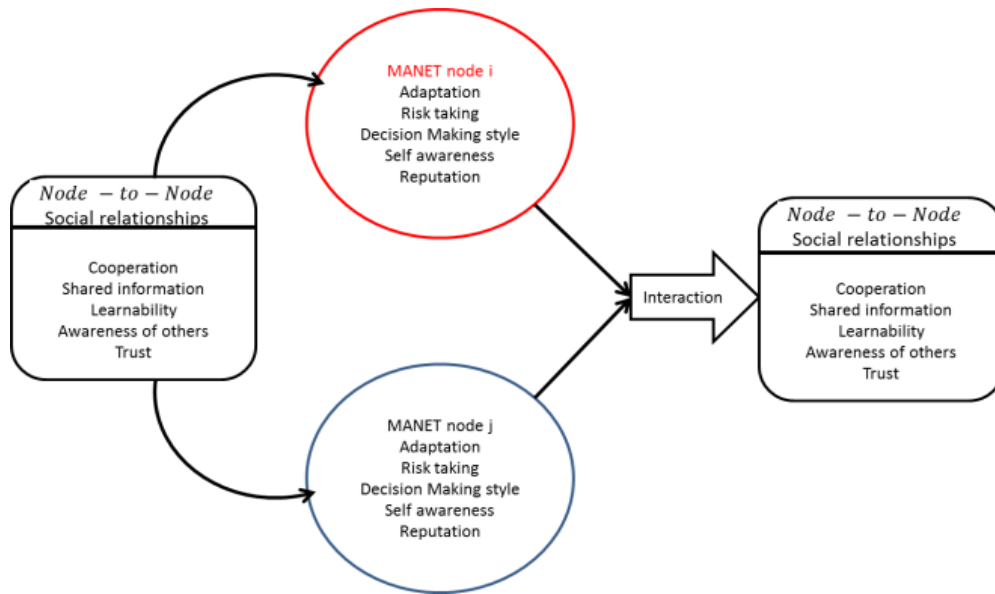 Node - to - Node
Social relationships
Cooperation
Shared information
Learnability
Awareness of others
Trust
MANET node i
Adaptation
Risk taking
Decision Making style
Self awareness
Reputation
MANET node j
Adaptation
Risk taking
Decision Making style
Self awareness
Reputation
Interaction
Node - to - Node
Social relationships
Cooperation
Shared information
Learnability
Awareness of others
Trust